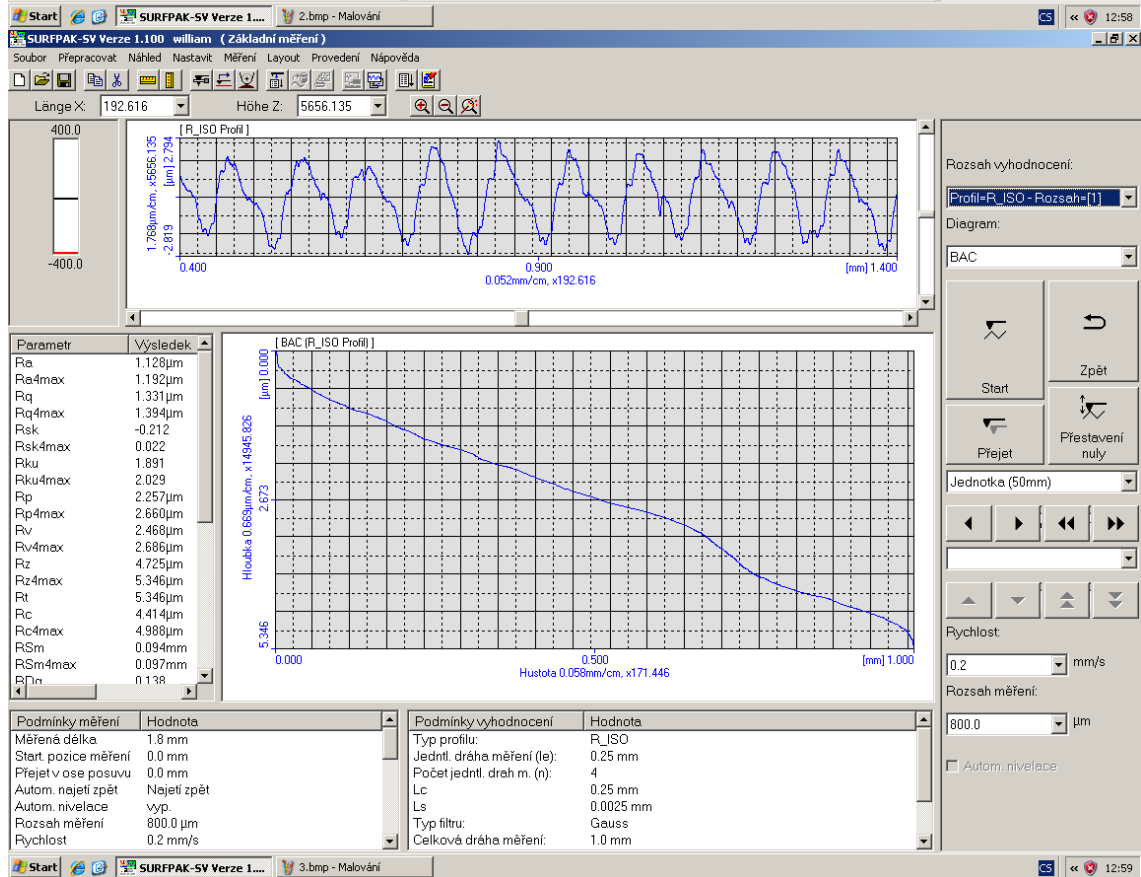 Start SURFPAK-SV Verze 1.... 2.bmp - Malování CS « 12:58
SURFPAK-SV Verze 1.100 william ( Základní měření )
Soubor Přepracovat Náhled Nastavit Měření Layout Provedení Nápověda
Länge X: 192.616 Höhe Z: 5656.135
400.0
-400.0
[ R_ISO Profil ]
1.768µm/cm, x5656.135
-2.819 [µm] 2.794
0.400 0.900 [mm] 1.400
0.052mm/cm, x192.616
Rozsah vyhodnocení:
Profil=R_ISO - Rozsah=[1]
Diagram:
BAC
Start
Zpět
Přejet
Přestavení nuly
Jednotka (50mm)
Rychlost:
0.2 mm/s
Rozsah měření:
800.0 µm
Autom. nivelace
Parametr Výsledek
Ra 1.128µm
Ra4max 1.192µm
Rq 1.331µm
Rq4max 1.394µm
Rsk -0.212
Rsk4max 0.022
Rku 1.891
Rku4max 2.029
Rp 2.257µm
Rp4max 2.660µm
Rv 2.468µm
Rv4max 2.686µm
Rz 4.725µm
Rz4max 5.346µm
Rt 5.346µm
Rc 4.414µm
Rc4max 4.988µm
RSm 0.094mm
RSm4max 0.097mm
RDq 0.138
[ BAC (R_ISO Profil) ]
Hloubka 0.669µm/cm, x14945.826
5.346 2.673 [µm] 0.000
0.000 0.500 [mm] 1.000
Hustota 0.058mm/cm, x171.446
Podmínky měření Hodnota
Měřená délka 1.8 mm
Start. pozice měření 0.0 mm
Přejet v ose posuvu 0.0 mm
Autom. najetí zpět Najetí zpět
Autom. nivelace vyp.
Rozsah měření 800.0 µm
Rychlost 0.2 mm/s
Podmínky vyhodnocení Hodnota
Typ profilu: R_ISO
Jedntl. dráha měření (le): 0.25 mm
Počet jedntl. drah m. (n): 4
Lc 0.25 mm
Ls 0.0025 mm
Typ filtru: Gauss
Celková dráha měření: 1.0 mm
Start SURFPAK-SV Verze 1.... 3.bmp - Malování CS « 12:59